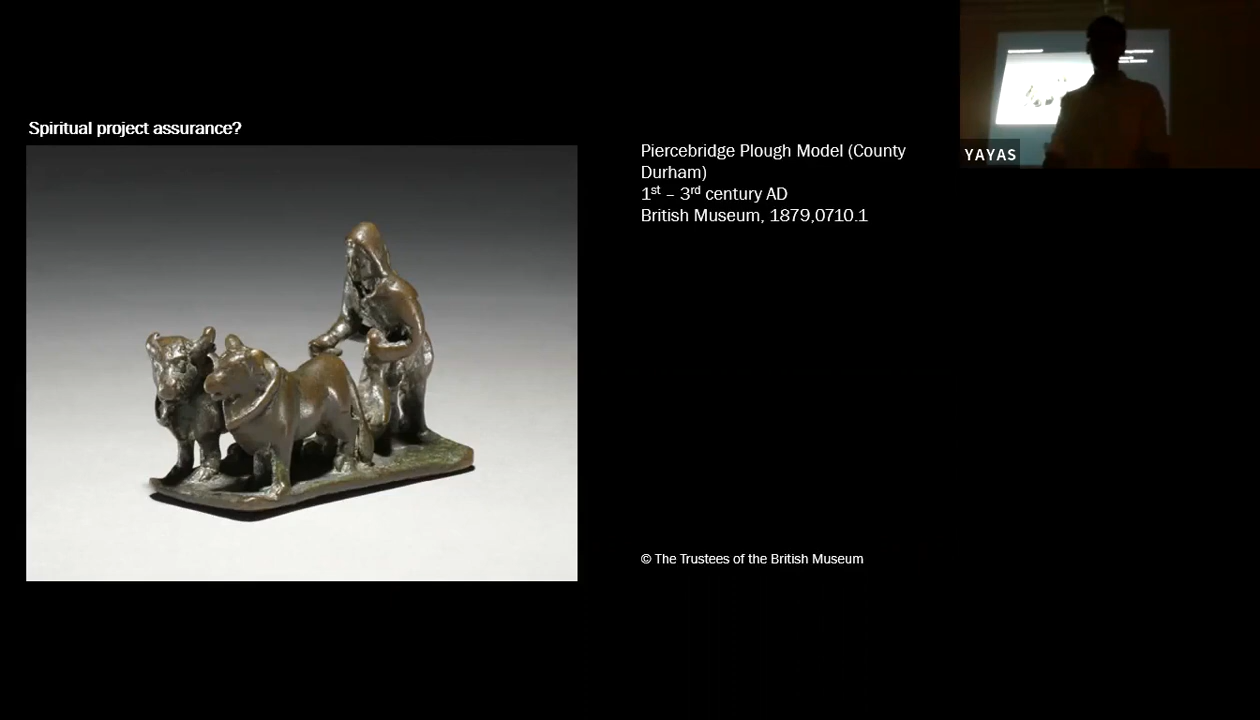 Spiritual project assurance?
Piercebridge Plough Model (County
Durham)
1st – 3rd century AD
British Museum, 1879,0710.1
© The Trustees of the British Museum
YAYAS